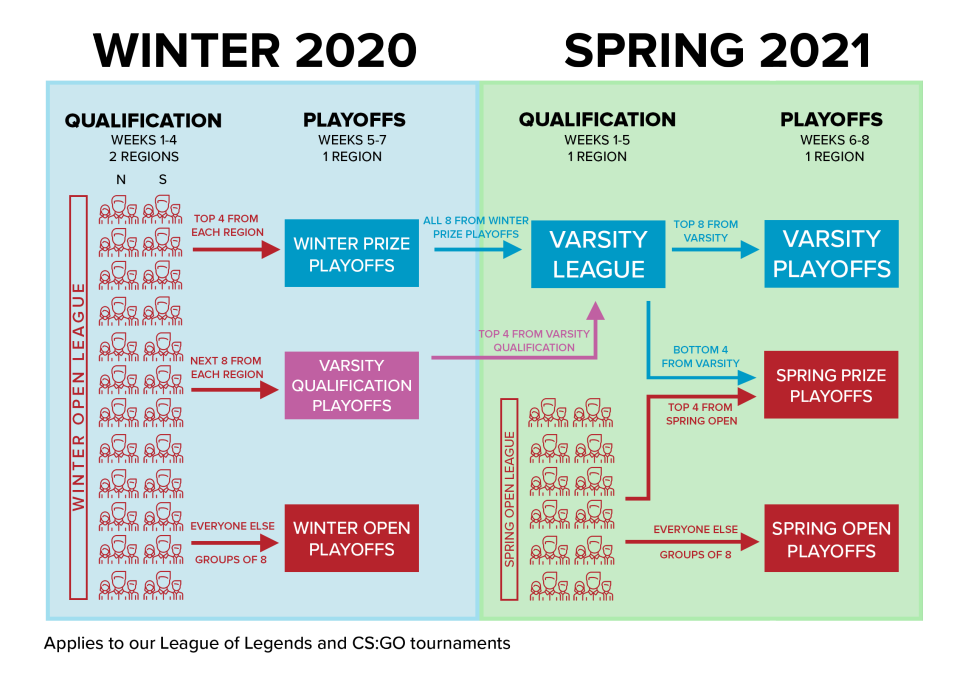 WINTER 2020
SPRING 2021
QUALIFICATION
WEEKS 1-4
2 REGIONS
N S
PLAYOFFS
WEEKS 5-7
1 REGION
QUALIFICATION
WEEKS 1-5
1 REGION
PLAYOFFS
WEEKS 6-8
1 REGION
WINTER OPEN LEAGUE
TOP 4 FROM
EACH REGION
WINTER PRIZE
PLAYOFFS
ALL 8 FROM WINTER
PRIZE PLAYOFFS
VARSITY
LEAGUE
TOP 8 FROM
VARSITY
VARSITY
PLAYOFFS
NEXT 8 FROM
EACH REGION
VARSITY
QUALIFICATION
PLAYOFFS
TOP 4 FROM VARSITY
QUALIFICATION
BOTTOM 4
FROM VARSITY
SPRING PRIZE
PLAYOFFS
TOP 4 FROM
SPRING OPEN
SPRING OPEN LEAGUE
EVERYONE ELSE
GROUPS OF 8
WINTER OPEN
PLAYOFFS
EVERYONE ELSE
GROUPS OF 8
SPRING OPEN
PLAYOFFS
Applies to our League of Legends and CS:GO tournaments